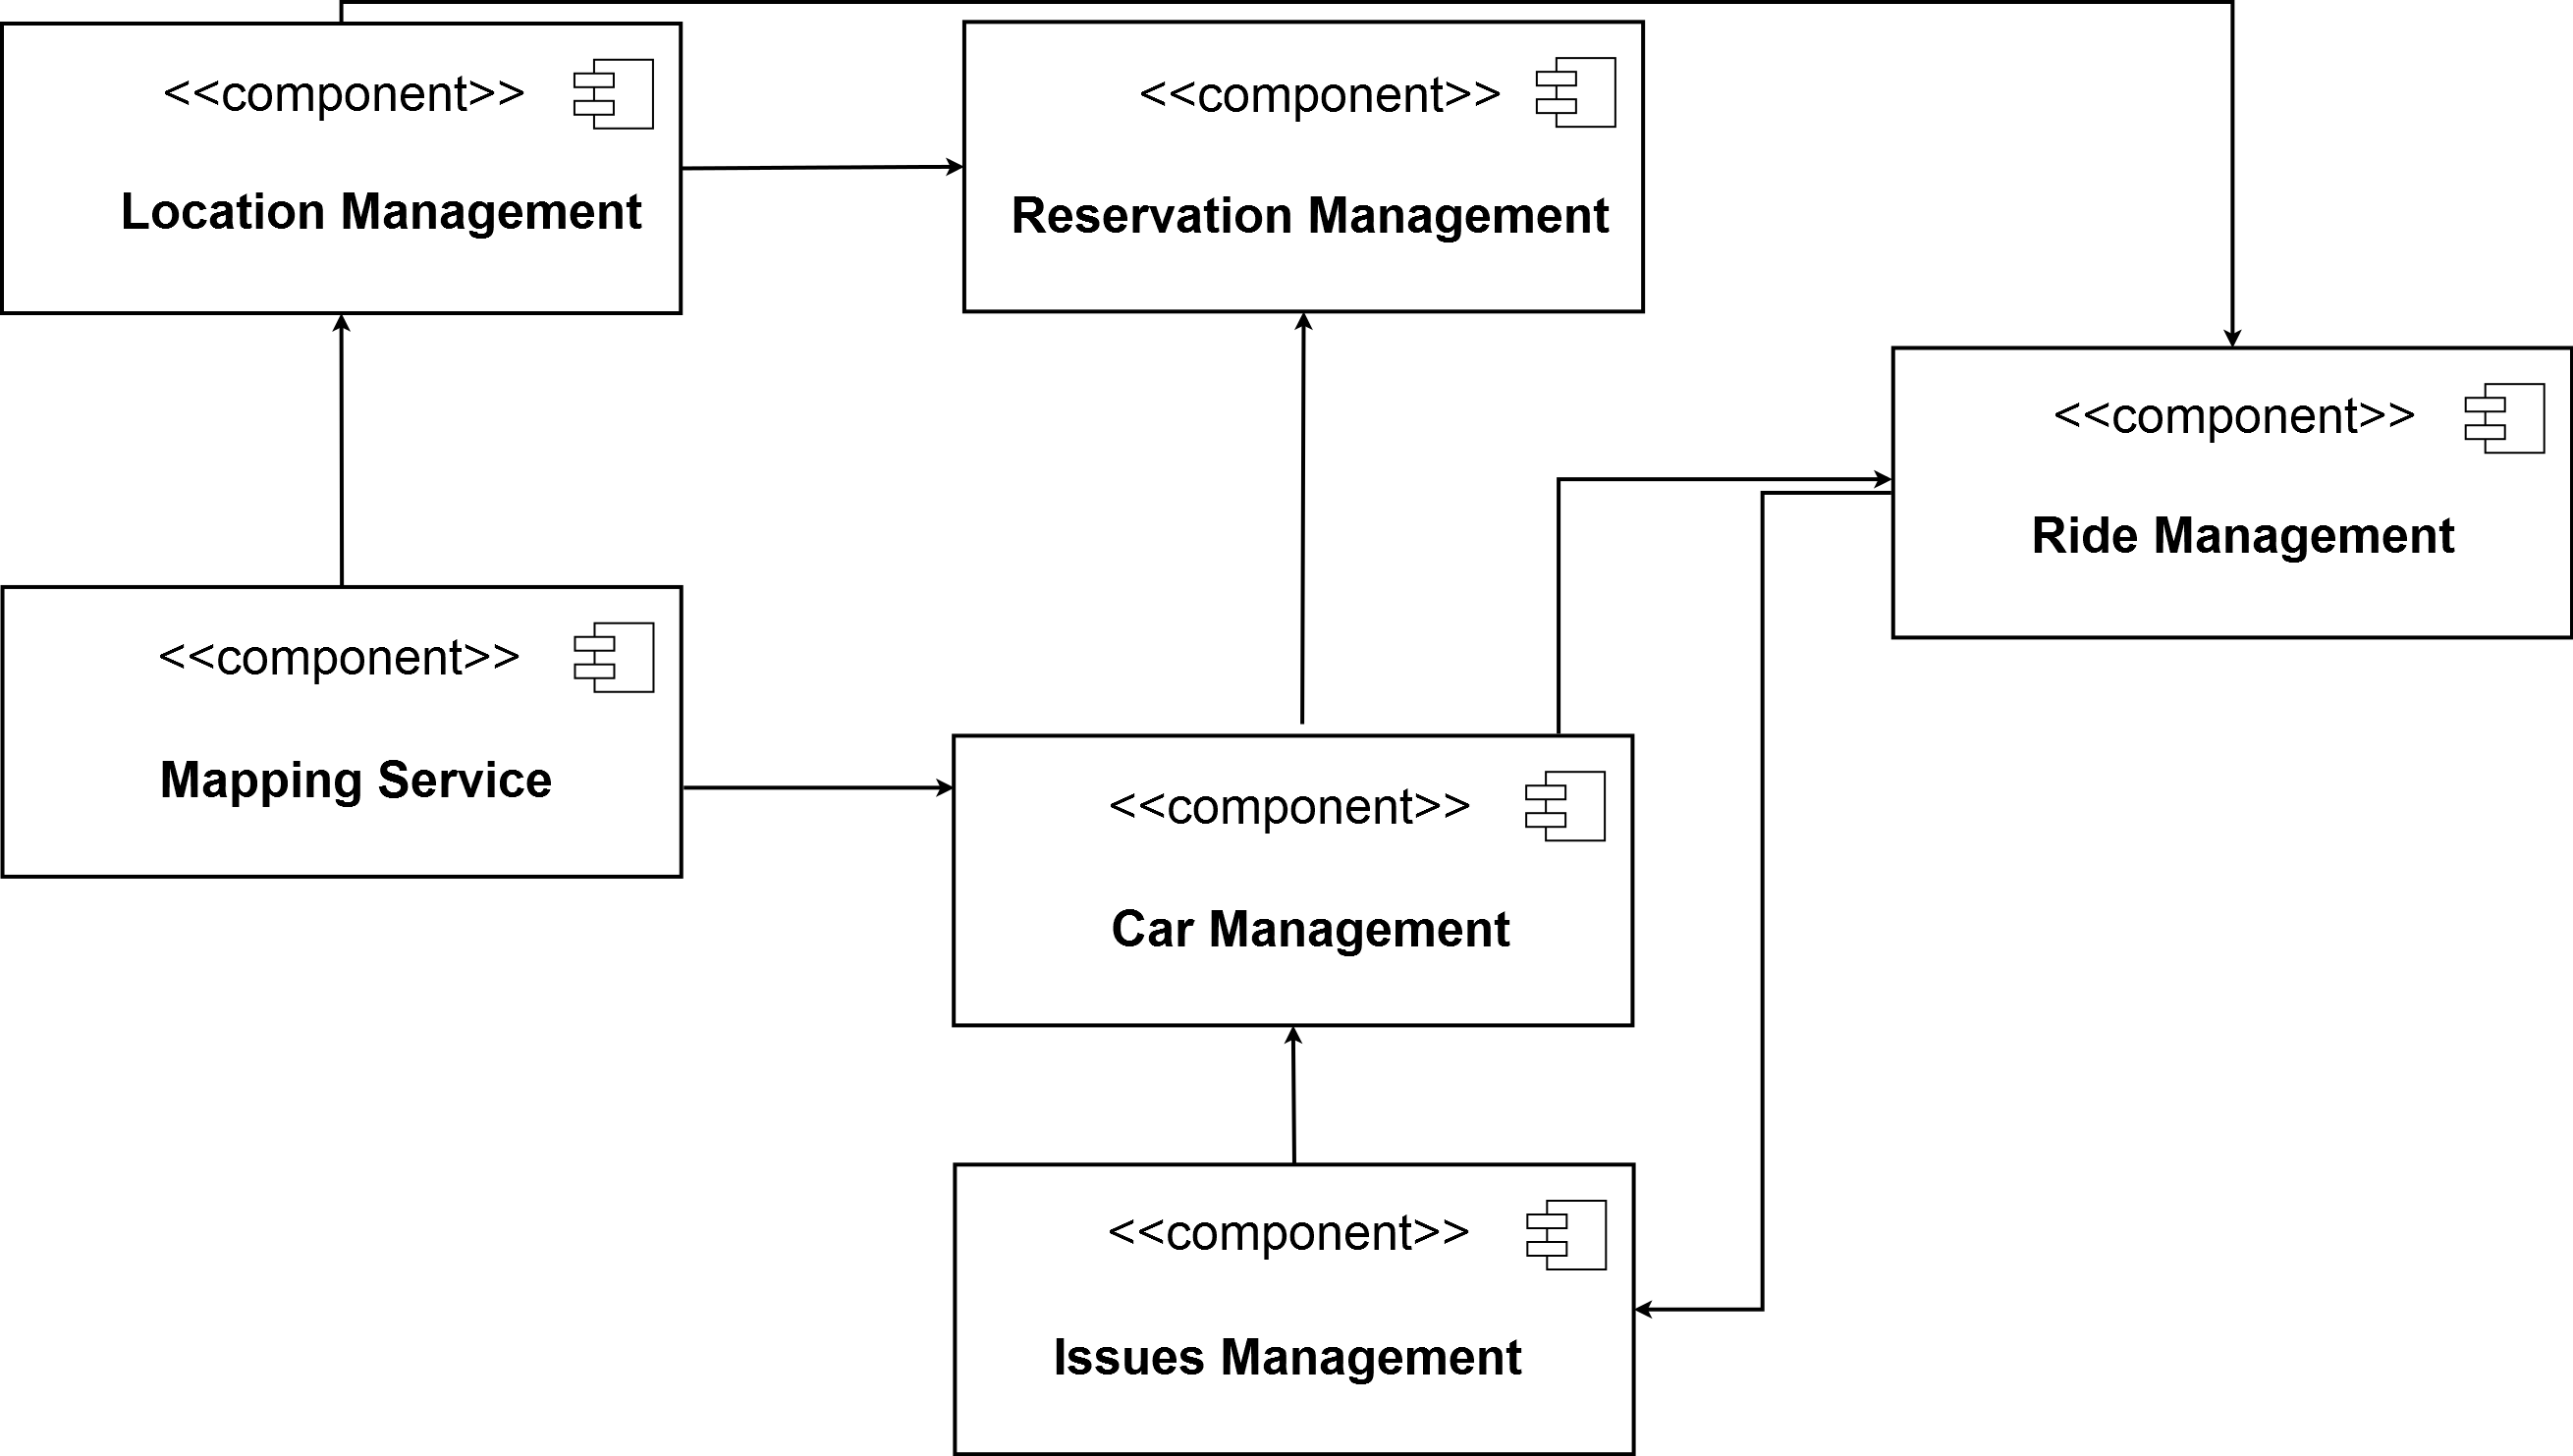 <<component>>
Location Management
<<component>>
Reservation Management
<<component>>
Ride Management
<<component>>
Mapping Service
<<component>>
Car Management
<<component>>
Issues Management